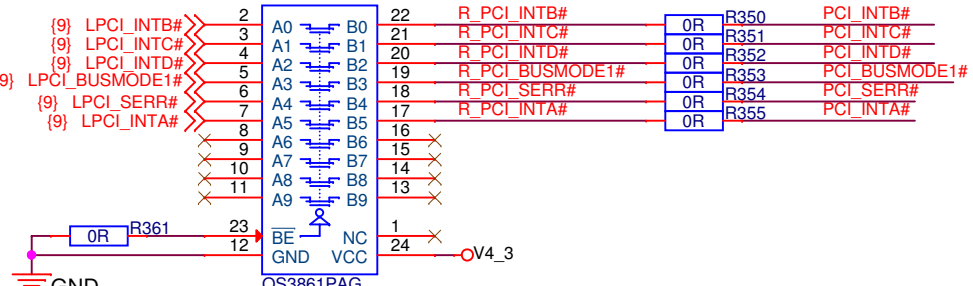 {9} LPCI_INTB# 2 A0 B0 22 R_PCI_INTB# 0R R350 PCI_INTB#
{9} LPCI_INTC# 3 A1 B1 21 R_PCI_INTC# 0R R351 PCI_INTC#
{9} LPCI_INTD# 4 A2 B2 20 R_PCI_INTD# 0R R352 PCI_INTD#
9} LPCI_BUSMODE1# 5 A3 B3 19 R_PCI_BUSMODE1# 0R R353 PCI_BUSMODE1#
{9} LPCI_SERR# 6 A4 B4 18 R_PCI_SERR# 0R R354 PCI_SERR#
{9} LPCI_INTA# 7 A5 B5 17 R_PCI_INTA# 0R R355 PCI_INTA#
8 A6 B6 16
9 A7 B7 15
10 A8 B8 14
11 A9 B9 13
0R R361 23 BE NC 1
12 GND VCC 24 V4_3
GND QS3861PAG